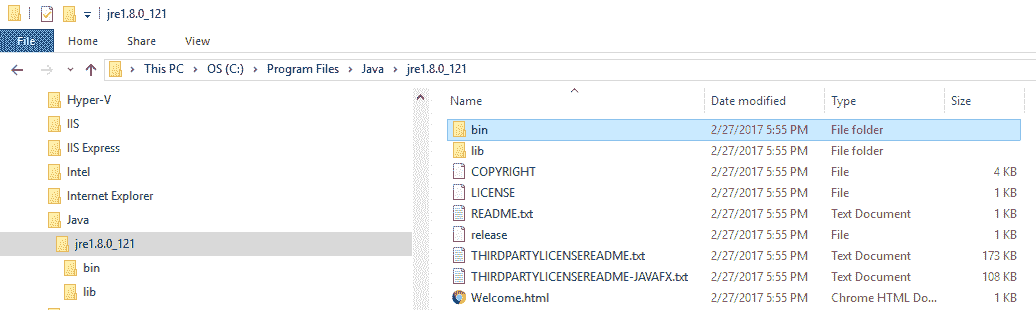 jre1.8.0_121
File Home Share View
This PC OS (C:) Program Files Java jre1.8.0_121
Hyper-V
IIS
IIS Express
Intel
Internet Explorer
Java
jre1.8.0_121
bin
lib
Name Date modified Type Size
bin 2/27/2017 5:55 PM File folder
lib 2/27/2017 5:55 PM File folder
COPYRIGHT 2/27/2017 5:55 PM File 4 KB
LICENSE 2/27/2017 5:55 PM File 1 KB
README.txt 2/27/2017 5:55 PM Text Document 1 KB
release 2/27/2017 5:55 PM File 1 KB
THIRDPARTYLICENSEREADME.txt 2/27/2017 5:55 PM Text Document 173 KB
THIRDPARTYLICENSEREADME-JAVAFX.txt 2/27/2017 5:55 PM Text Document 108 KB
Welcome.html 2/27/2017 5:55 PM Chrome HTML Do... 1 KB